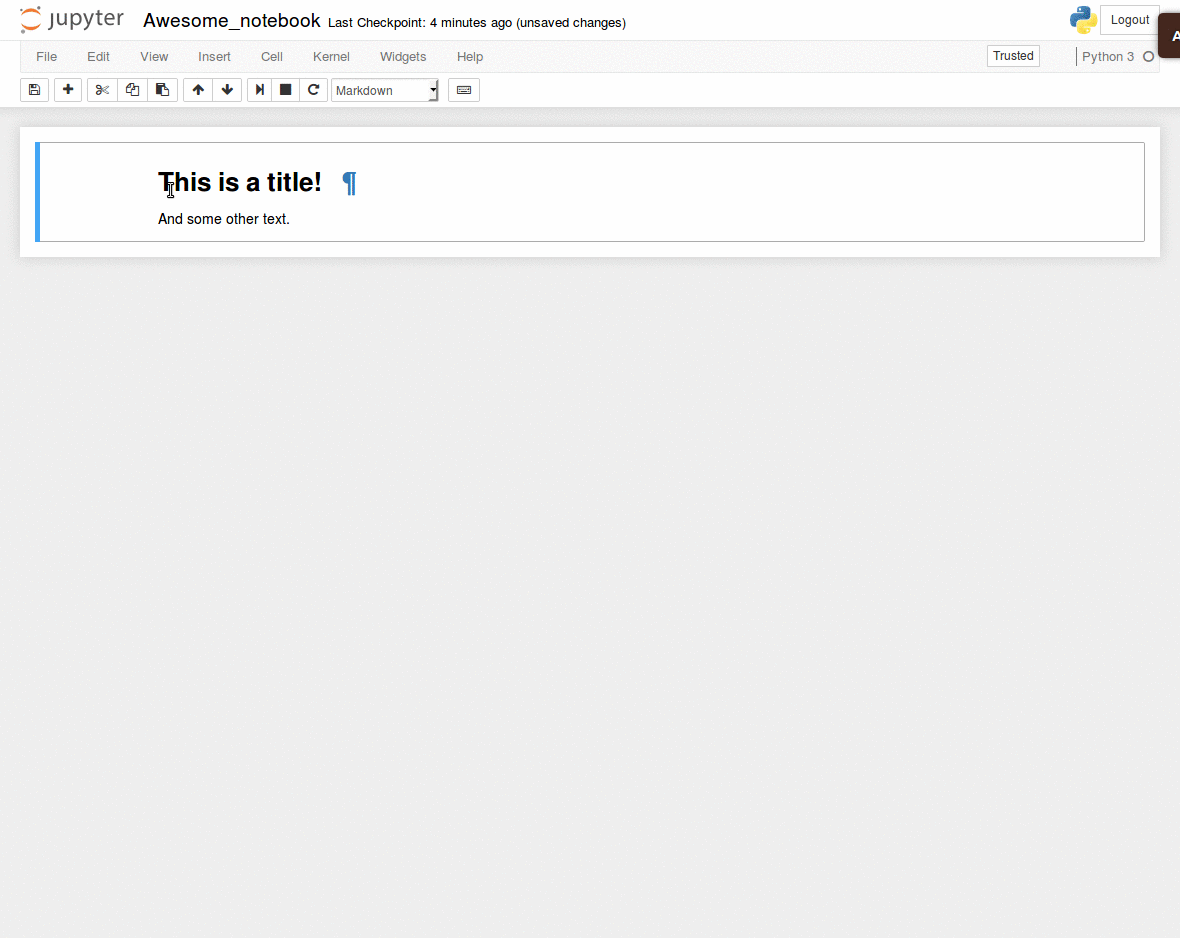 jupyter Awesome_notebook Last Checkpoint: 4 minutes ago (unsaved changes) Logout A
File Edit View Insert Cell Kernel Widgets Help Trusted Python 3
Markdown
This is a title! ¶
And some other text.